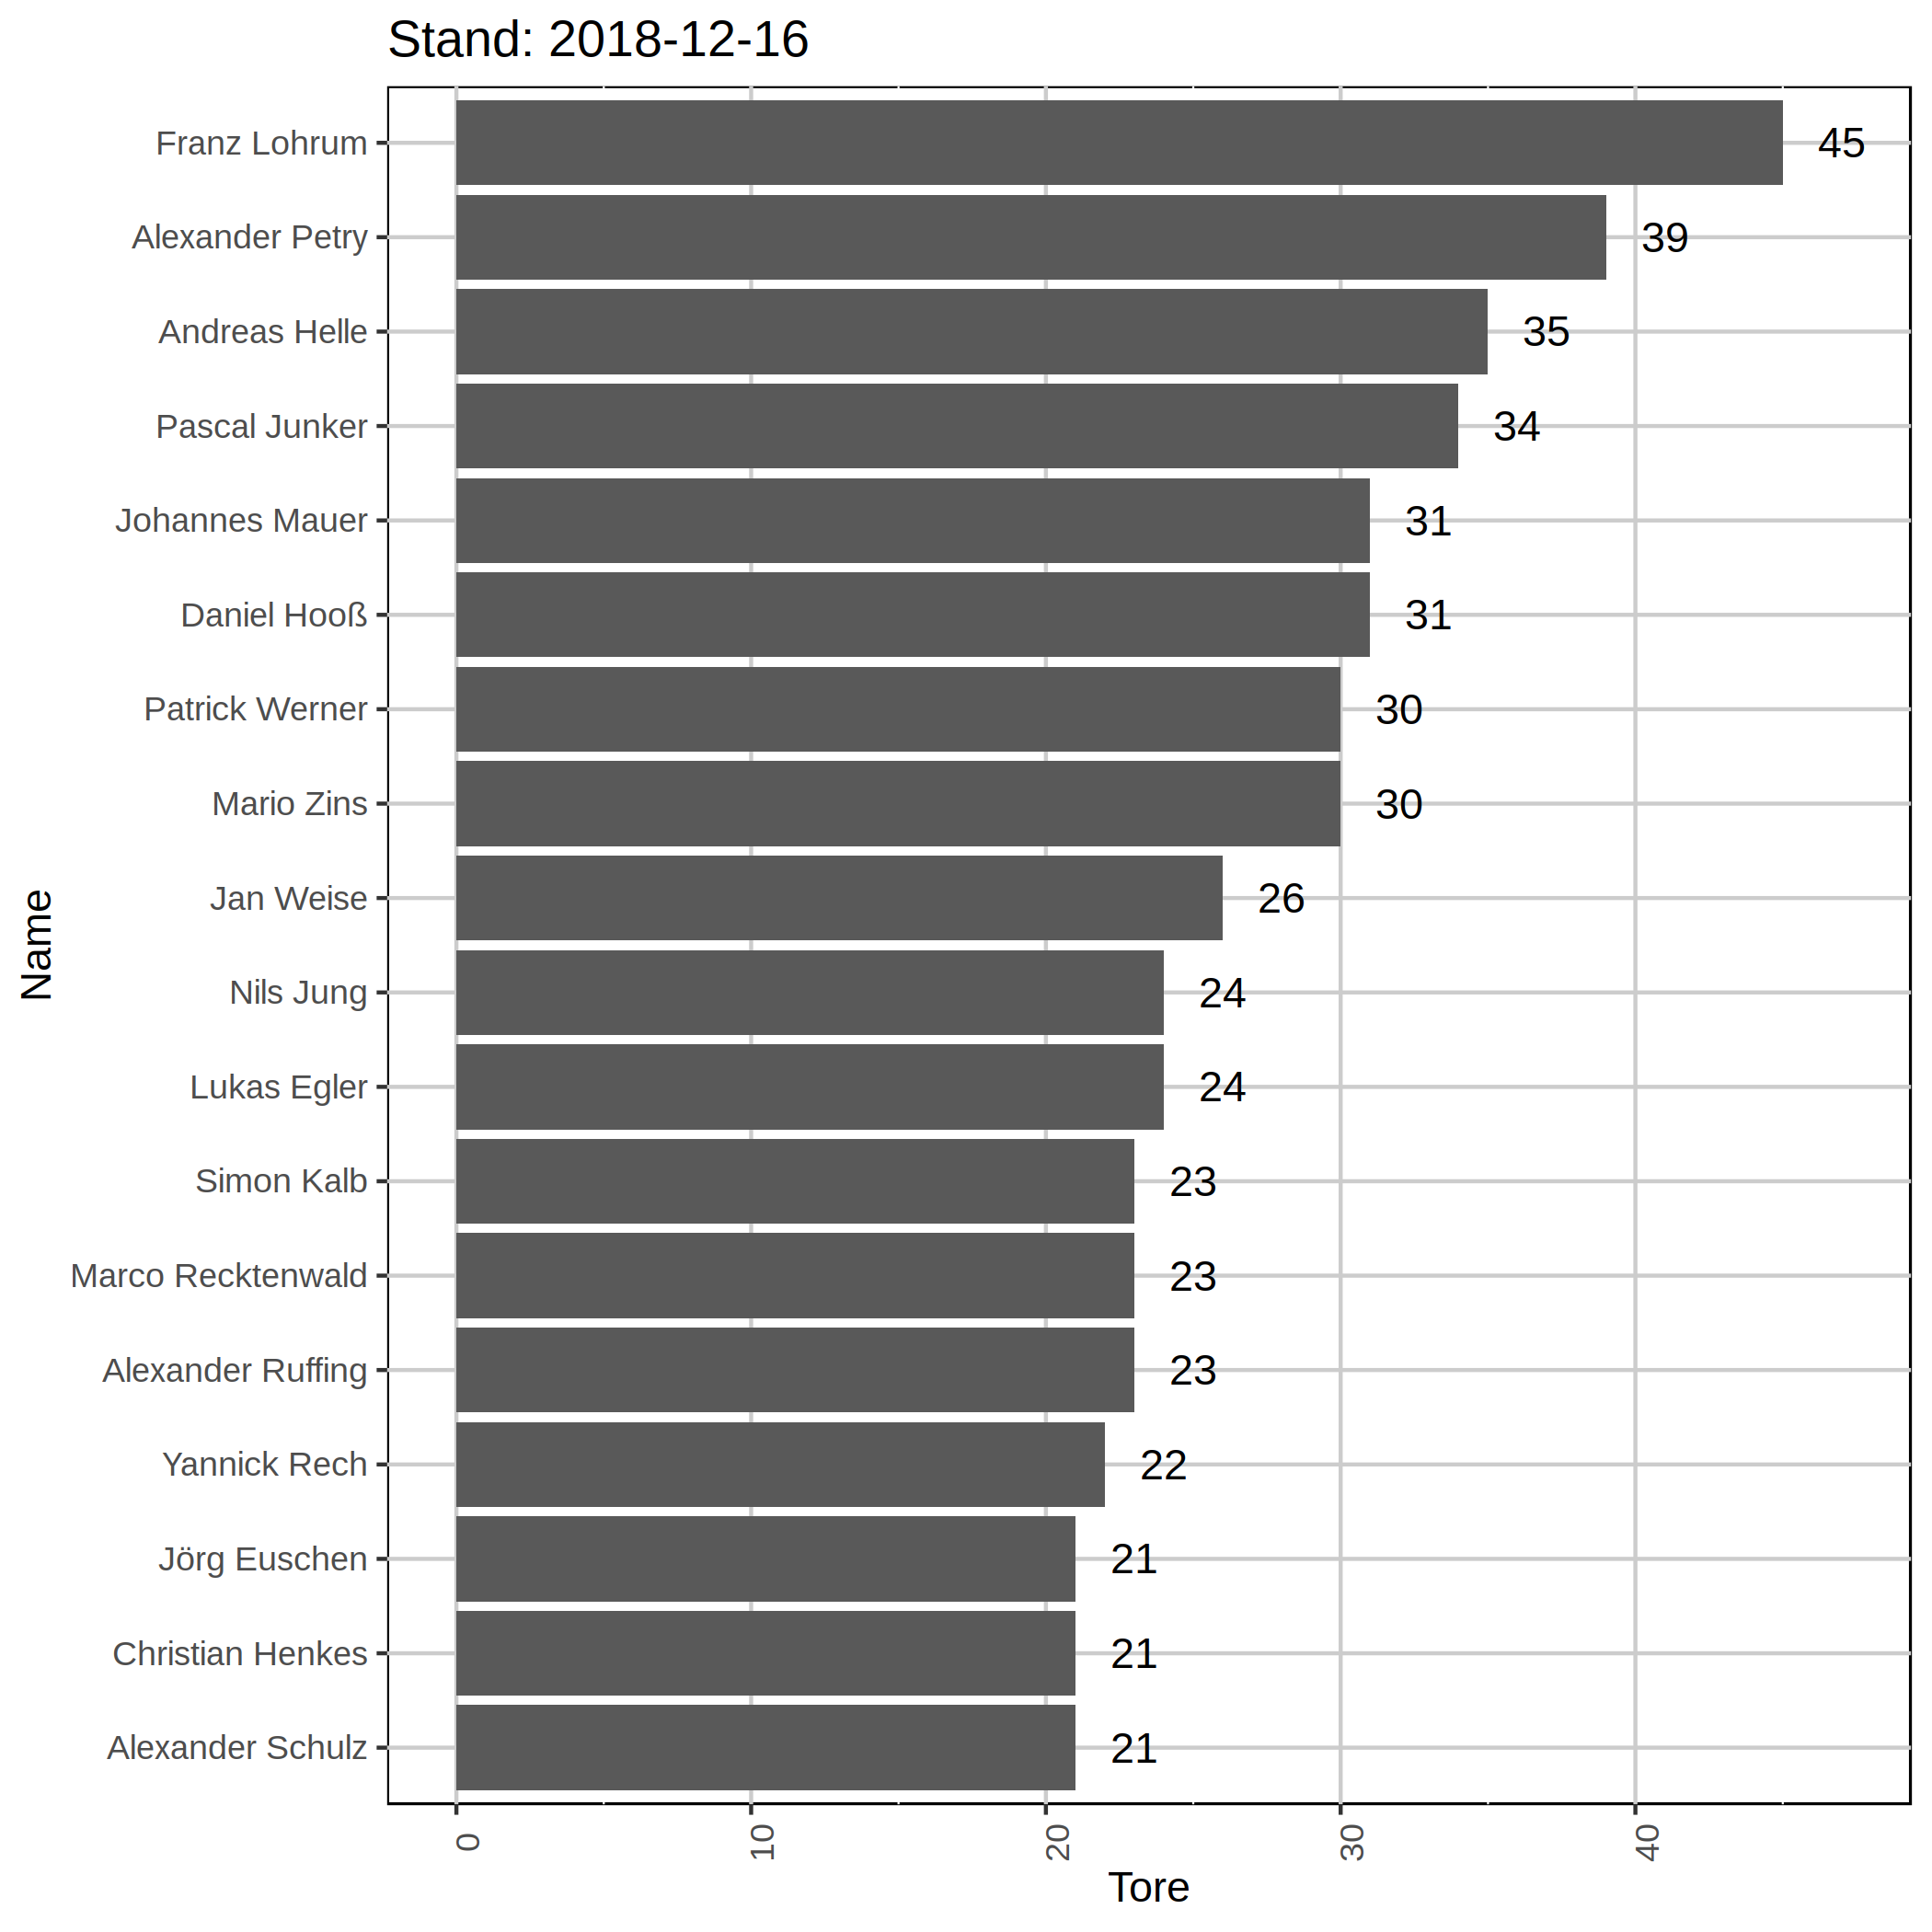 Stand: 2018-12-16
Franz Lohrum 45
Alexander Petry 39
Andreas Helle 35
Pascal Junker 34
Johannes Mauer 31
Daniel Hooß 31
Patrick Werner 30
Mario Zins 30
Jan Weise 26
Nils Jung 24
Lukas Egler 24
Simon Kalb 23
Marco Recktenwald 23
Alexander Ruffing 23
Yannick Rech 22
Jörg Euschen 21
Christian Henkes 21
Alexander Schulz 21
Name
0 10 20 30 40
Tore